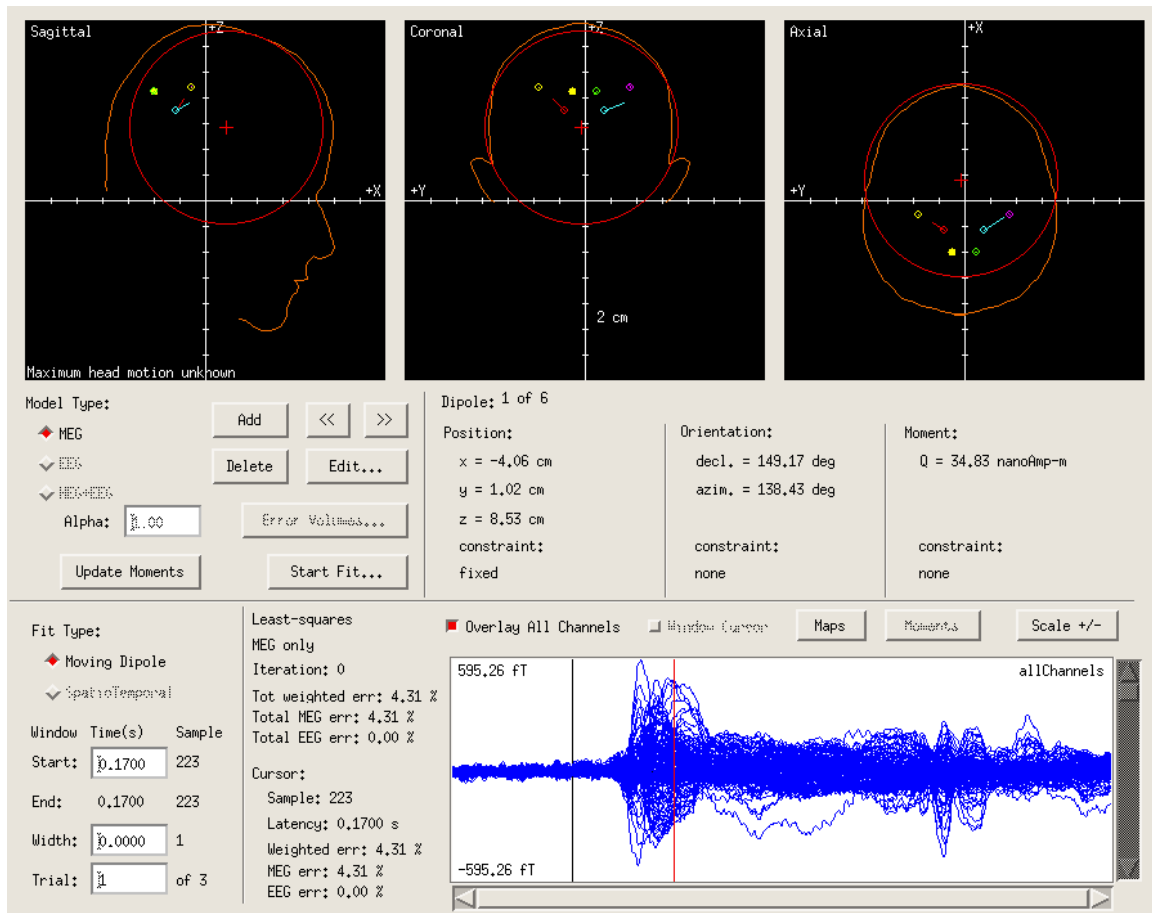 Sagittal
+Z
+X
Maximum head motion unknown
Coronal
+Z
+Y
2 cm
Axial
+X
+Y
Model Type:
MEG
EEG
MEG+EEG
Alpha: 1.00
Add
<<
>>
Delete
Edit...
Error Volumes...
Update Moments
Start Fit...
Dipole: 1 of 6
Position:
x = -4.06 cm
y = 1.02 cm
z = 8.53 cm
constraint:
fixed
Orientation:
decl. = 149.17 deg
azim. = 138.43 deg
constraint:
none
Moment:
Q = 34.83 nanoAmp-m
constraint:
none
Fit Type:
Moving Dipole
SpatioTemporal
Window Time(s) Sample
Start: 0.1700 223
End: 0.1700 223
Width: 0.0000 1
Trial: 1 of 3
Least-squares
MEG only
Iteration: 0
Tot weighted err: 4.31 %
Total MEG err: 4.31 %
Total EEG err: 0.00 %
Cursor:
Sample: 223
Latency: 0.1700 s
Weighted err: 4.31 %
MEG err: 4.31 %
EEG err: 0.00 %
Overlay All Channels
Window Cursor
Maps
Moments
Scale +/-
595.26 fT
allChannels
-595.26 fT